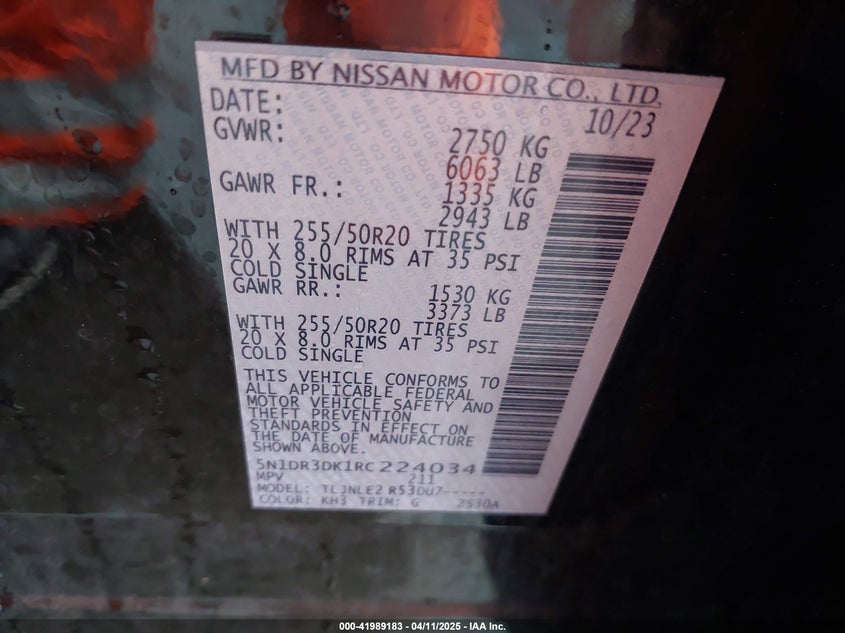 MFD BY NISSAN MOTOR CO., LTD.
DATE: 10/23
GVWR: 2750 KG
6063 LB
GAWR FR.: 1335 KG
2943 LB
WITH 255/50R20 TIRES
20 X 8.0 RIMS AT 35 PSI
COLD SINGLE
GAWR RR.: 1530 KG
3373 LB
WITH 255/50R20 TIRES
20 X 8.0 RIMS AT 35 PSI
COLD SINGLE
THIS VEHICLE CONFORMS TO
ALL APPLICABLE FEDERAL
MOTOR VEHICLE SAFETY AND
THEFT PREVENTION
STANDARDS IN EFFECT ON
THE DATE OF MANUFACTURE
SHOWN ABOVE.
5N1DR3DK1RC224034
MPV 211
MODEL: R53DU7-----
COLOR: KH3 TRIM: G 2530A
000-41989183 - 04/11/2025 - IAA Inc.